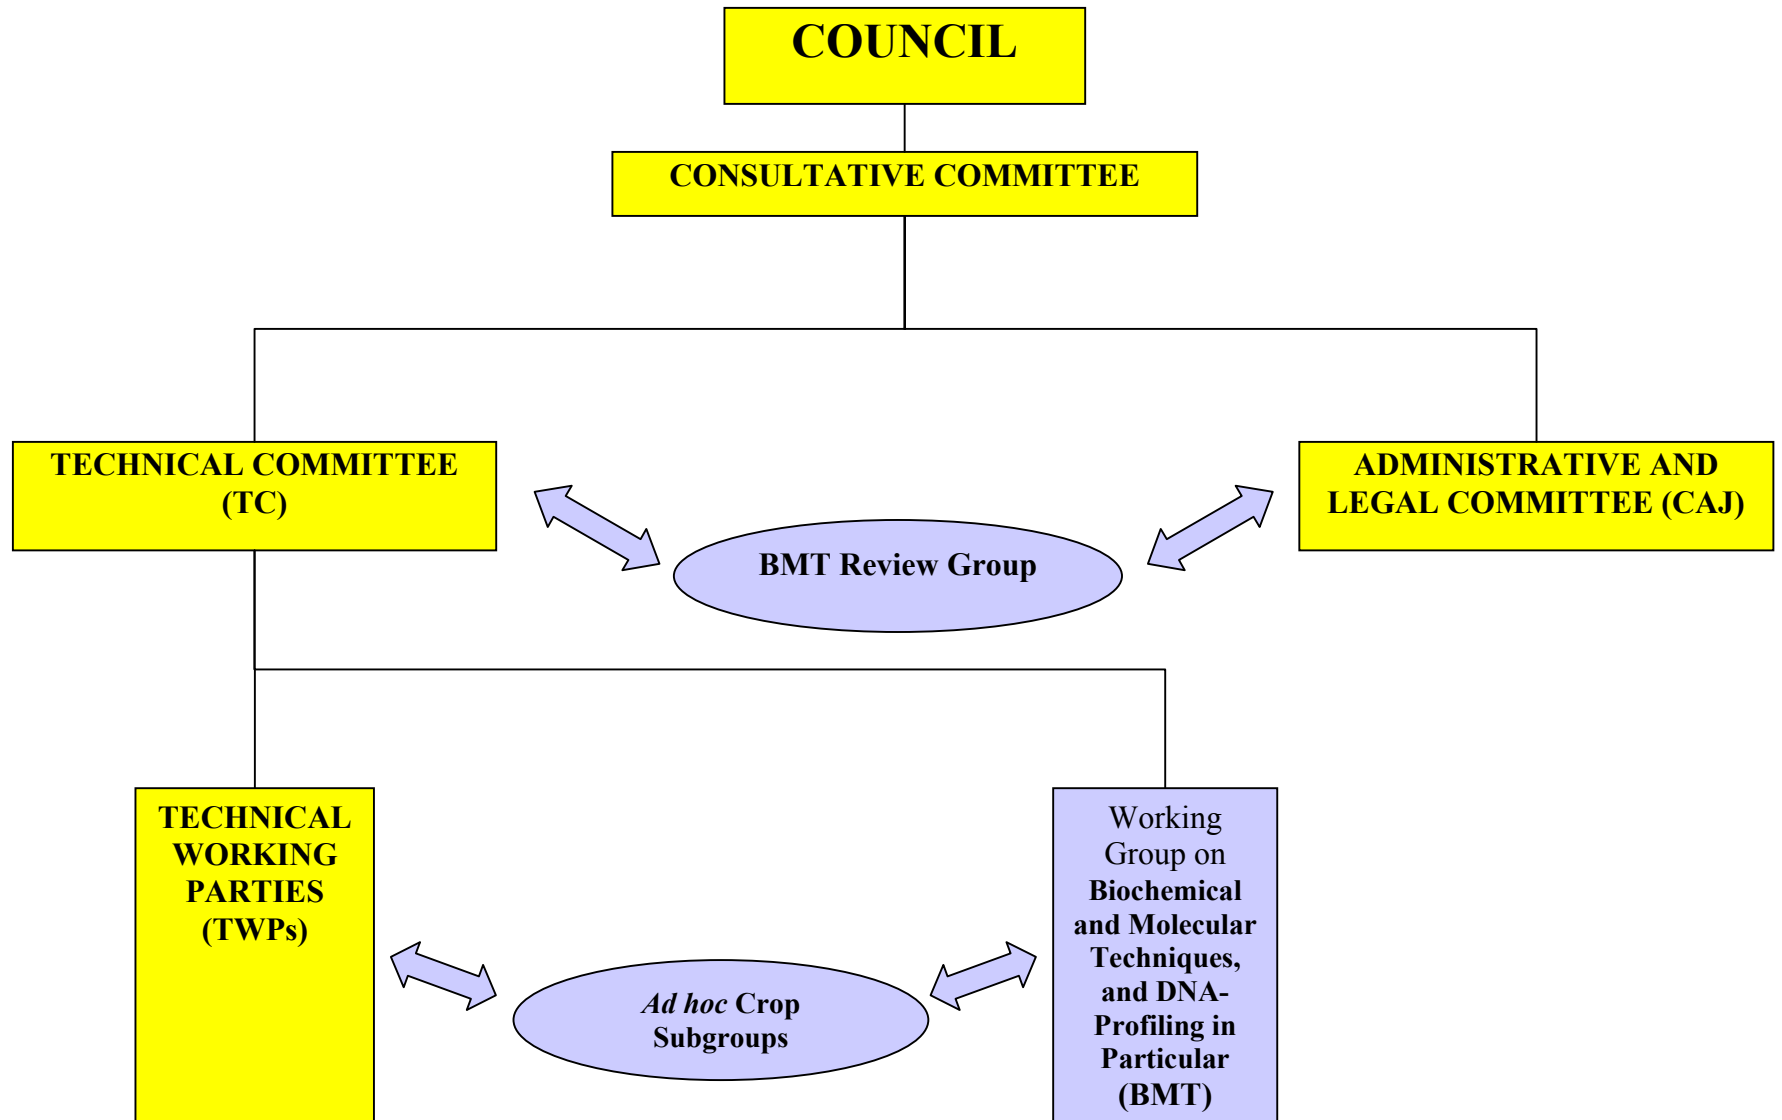 COUNCIL
CONSULTATIVE COMMITTEE
TECHNICAL COMMITTEE
(TC)
ADMINISTRATIVE AND
LEGAL COMMITTEE (CAJ)
BMT Review Group
TECHNICAL
WORKING
PARTIES
(TWPs)
Ad hoc Crop
Subgroups
Working
Group on
Biochemical
and Molecular
Techniques,
and DNA-
Profiling in
Particular
(BMT)